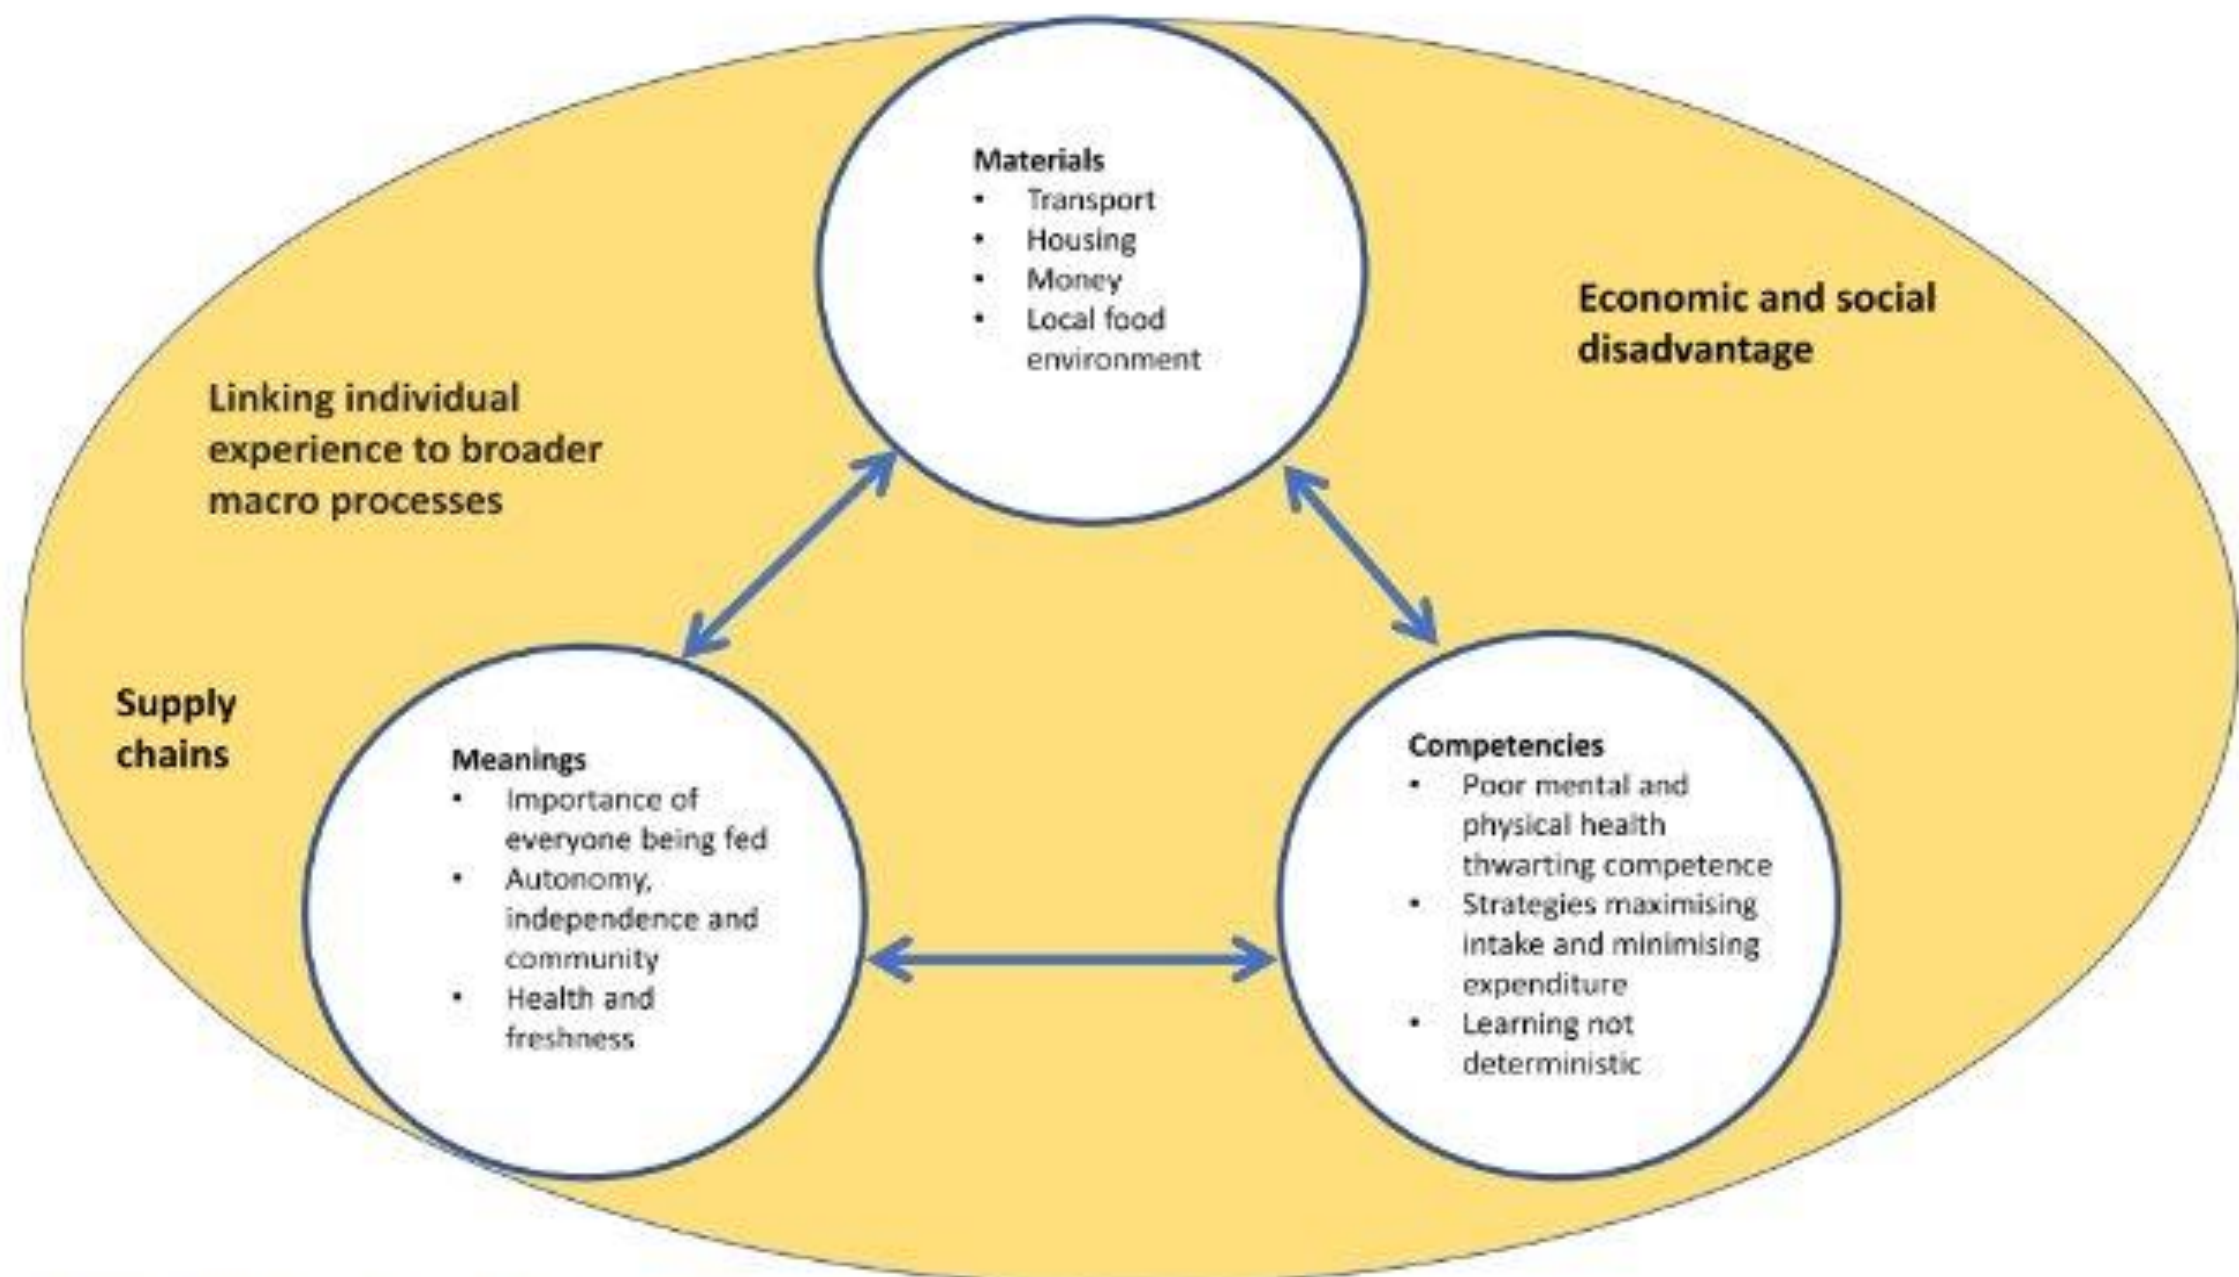 Materials
• Transport
• Housing
• Money
• Local food
environment
Economic and social
disadvantage
Linking individual
experience to broader
macro processes
Supply
chains
Meanings
• Importance of
everyone being fed
• Autonomy,
independence and
community
• Health and
freshness
Competencies
• Poor mental and
physical health
thwarting competence
• Strategies maximising
intake and minimising
expenditure
• Learning not
deterministic